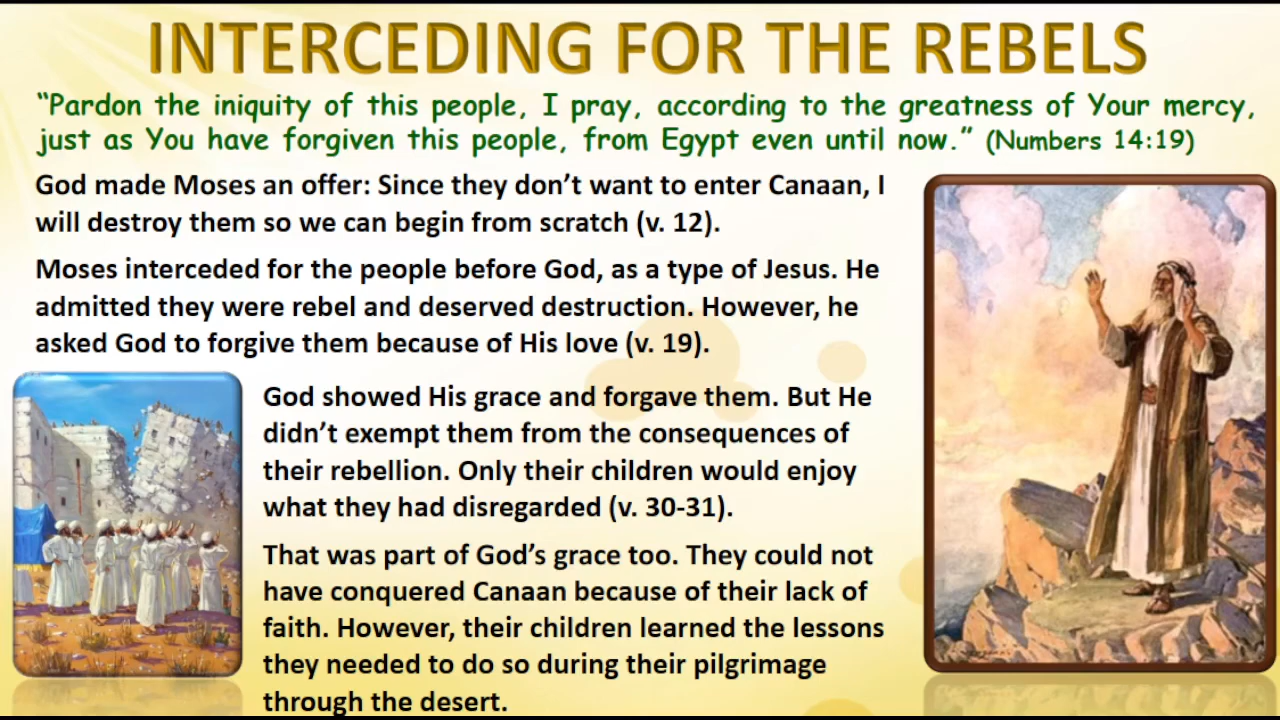 INTERCEDING FOR THE REBELS
“Pardon the iniquity of this people, I pray, according to the greatness of Your mercy,
just as You have forgiven this people, from Egypt even until now.” (Numbers 14:19)
God made Moses an offer: Since they don’t want to enter Canaan, I
will destroy them so we can begin from scratch (v. 12).
Moses interceded for the people before God, as a type of Jesus. He
admitted they were rebel and deserved destruction. However, he
asked God to forgive them because of His love (v. 19).
God showed His grace and forgave them. But He
didn’t exempt them from the consequences of
their rebellion. Only their children would enjoy
what they had disregarded (v. 30-31).
That was part of God’s grace too. They could not
have conquered Canaan because of their lack of
faith. However, their children learned the lessons
they needed to do so during their pilgrimage
through the desert.